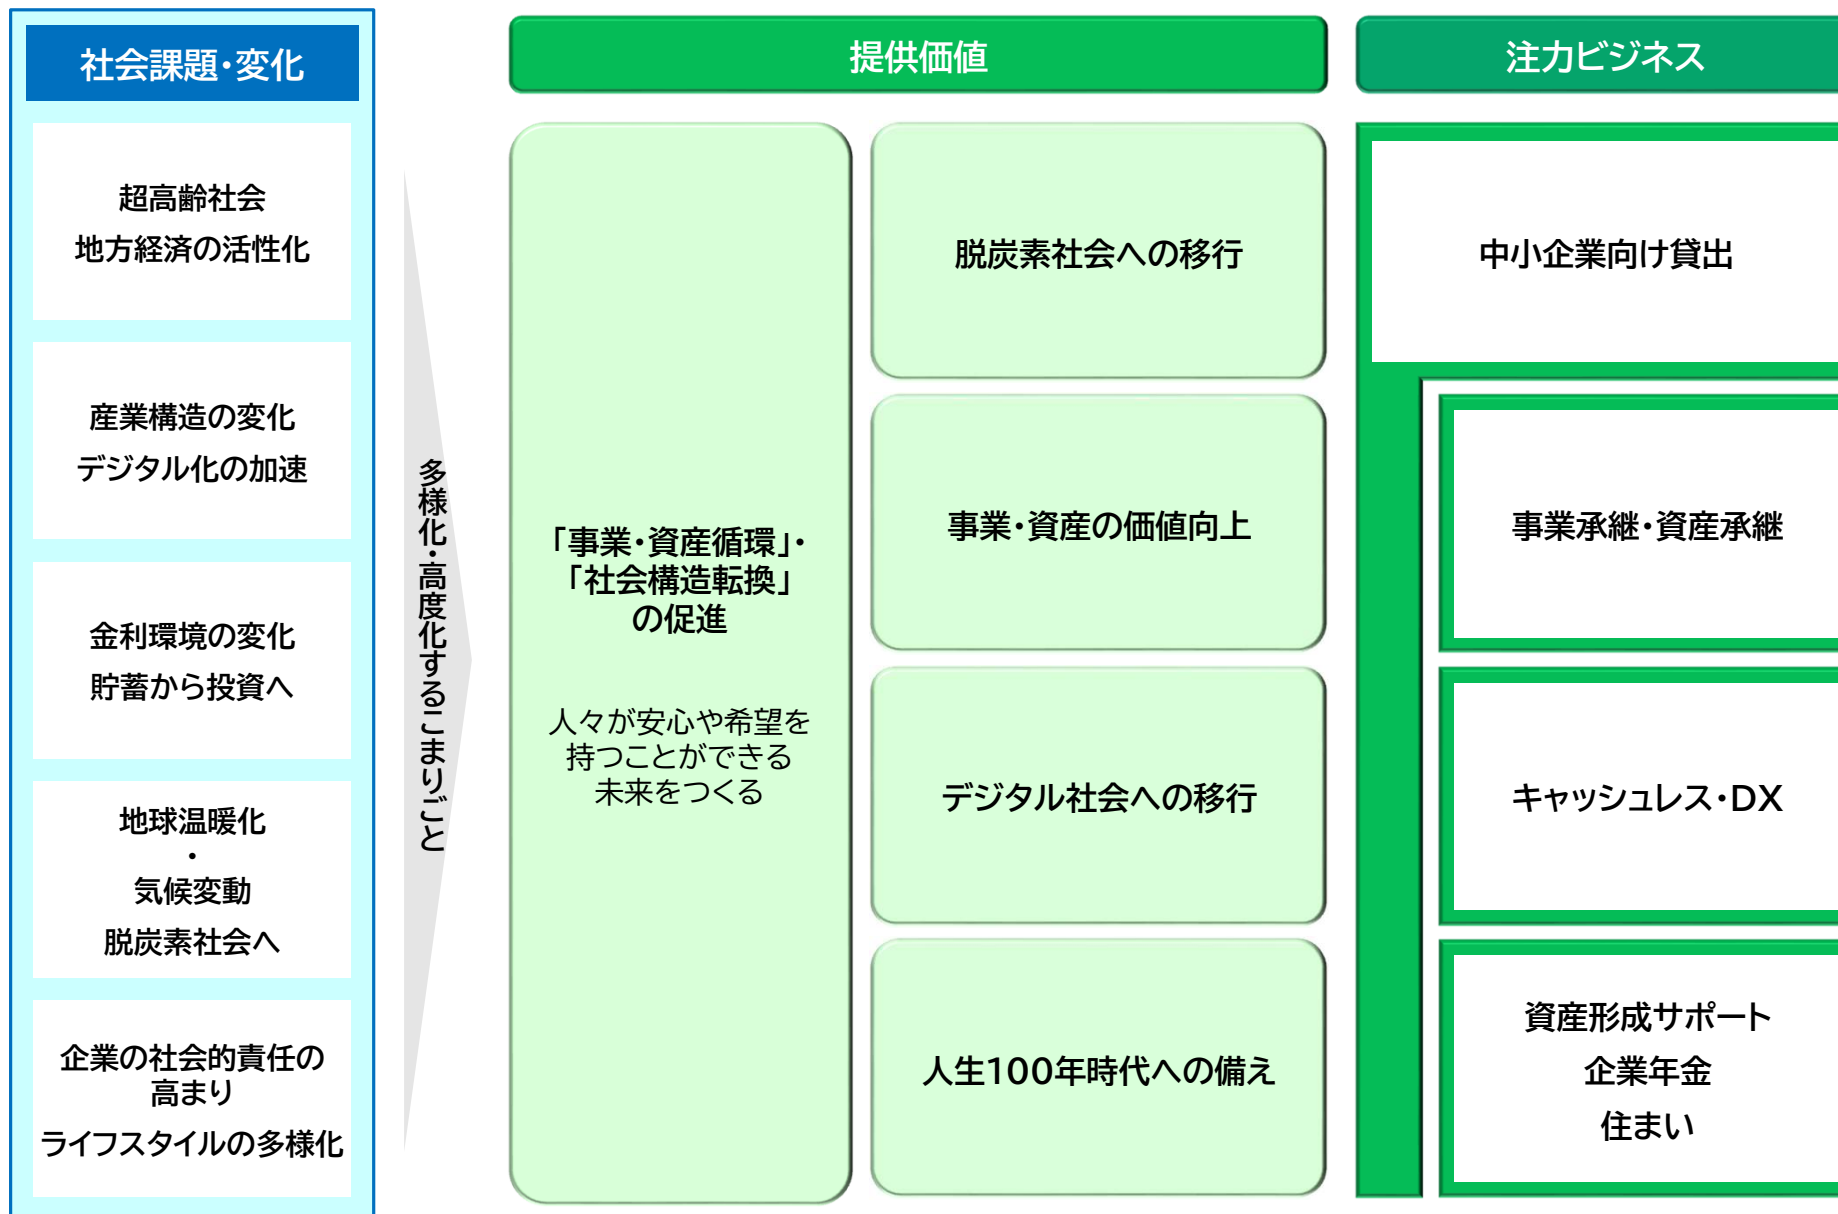 社会課題・変化
超高齢社会
地方経済の活性化
産業構造の変化
デジタル化の加速
金利環境の変化
貯蓄から投資へ
地球温暖化
・
気候変動
脱炭素社会へ
企業の社会的責任の
高まり
ライフスタイルの多様化
多様化・高度化するこまりごと
提供価値
「事業・資産循環」・
「社会構造転換」
の促進
人々が安心や希望を
持つことができる
未来をつくる
脱炭素社会への移行
事業・資産の価値向上
デジタル社会への移行
人生100年時代への備え
注力ビジネス
中小企業向け貸出
事業承継・資産承継
キャッシュレス・DX
資産形成サポート
企業年金
住まい